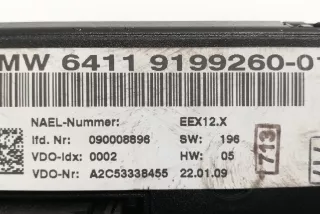 MW 6411 9199260-01
NAEL-Nummer: EEX12.X
lfd. Nr: 090008896 SW: 196
VDO-Idx: 0002 HW: 05
VDO-Nr: A2C53338455 22.01.09
713